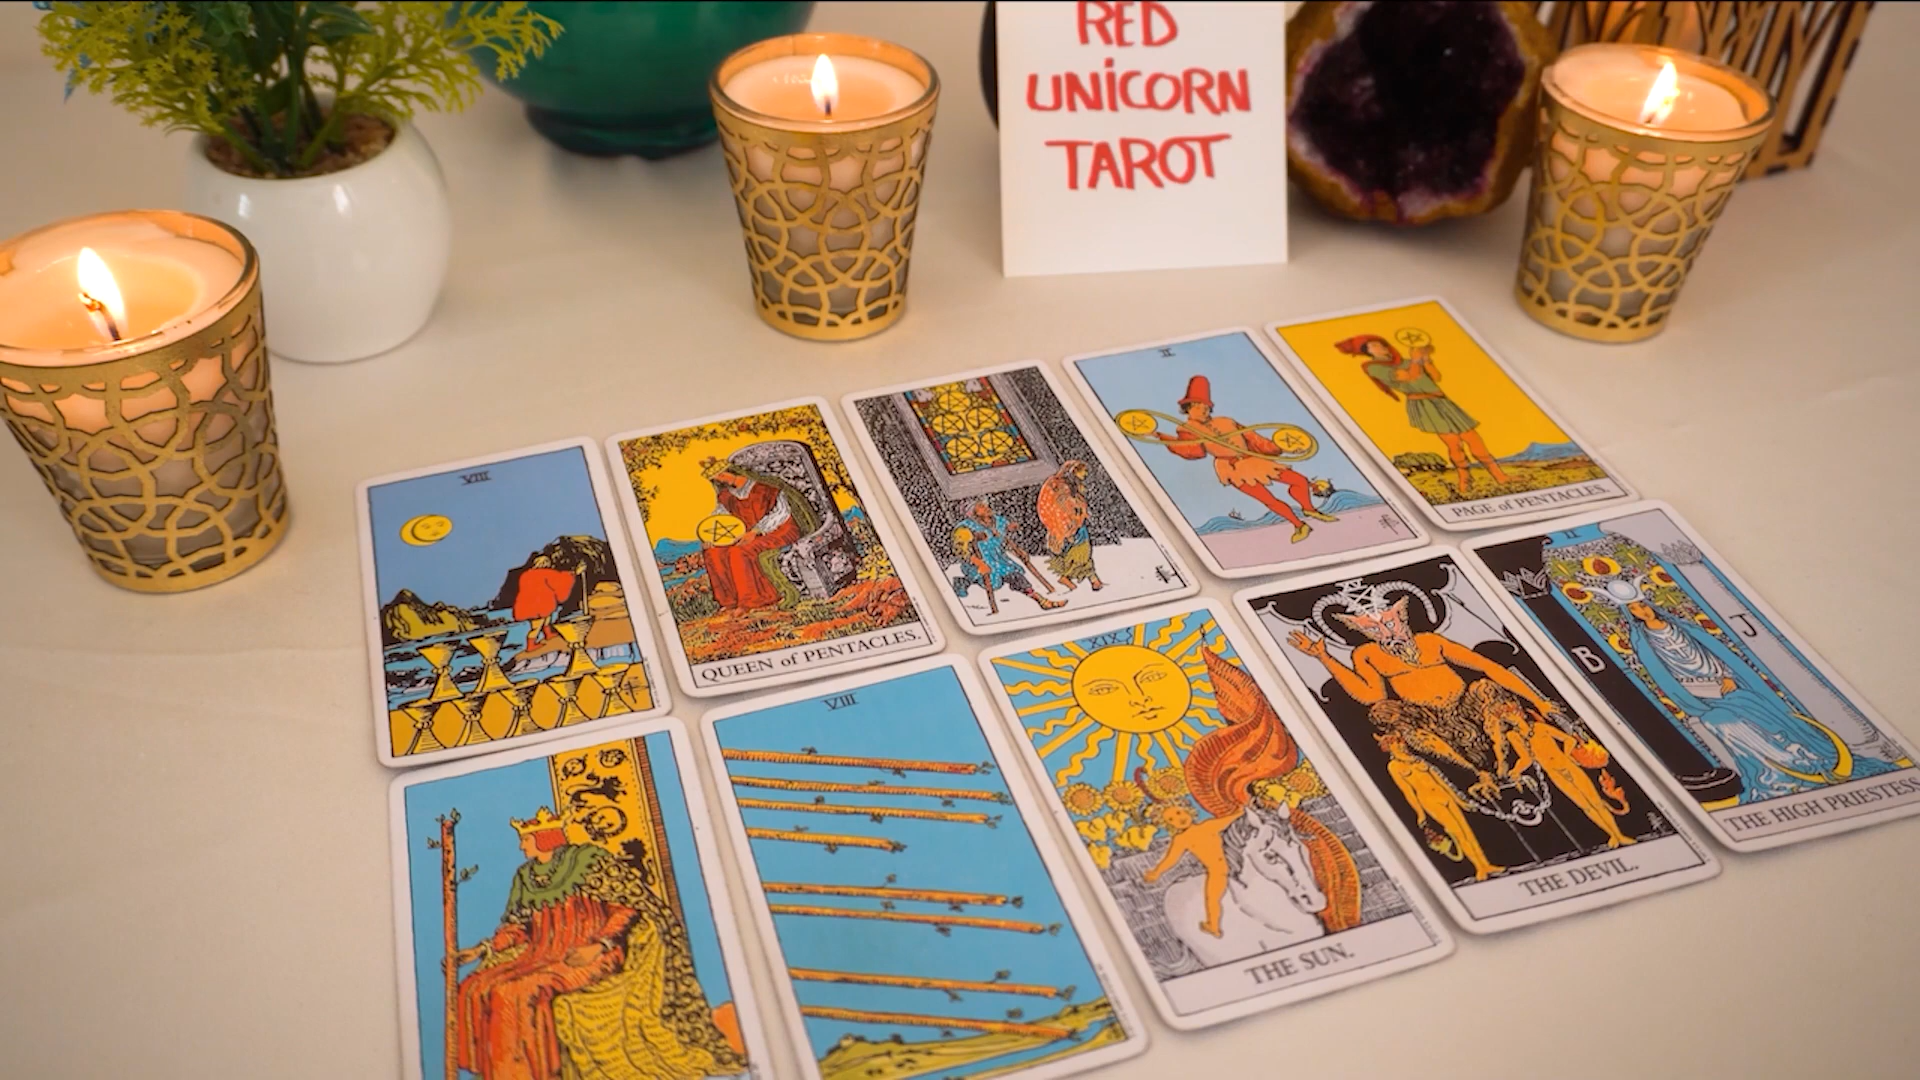 RED
UNICORN
TAROT
II
PAGE of PENTACLES.
VIII
QUEEN of PENTACLES.
II
B
J
THE HIGH PRIESTESS
XV
THE DEVIL.
XIX
THE SUN.
VIII